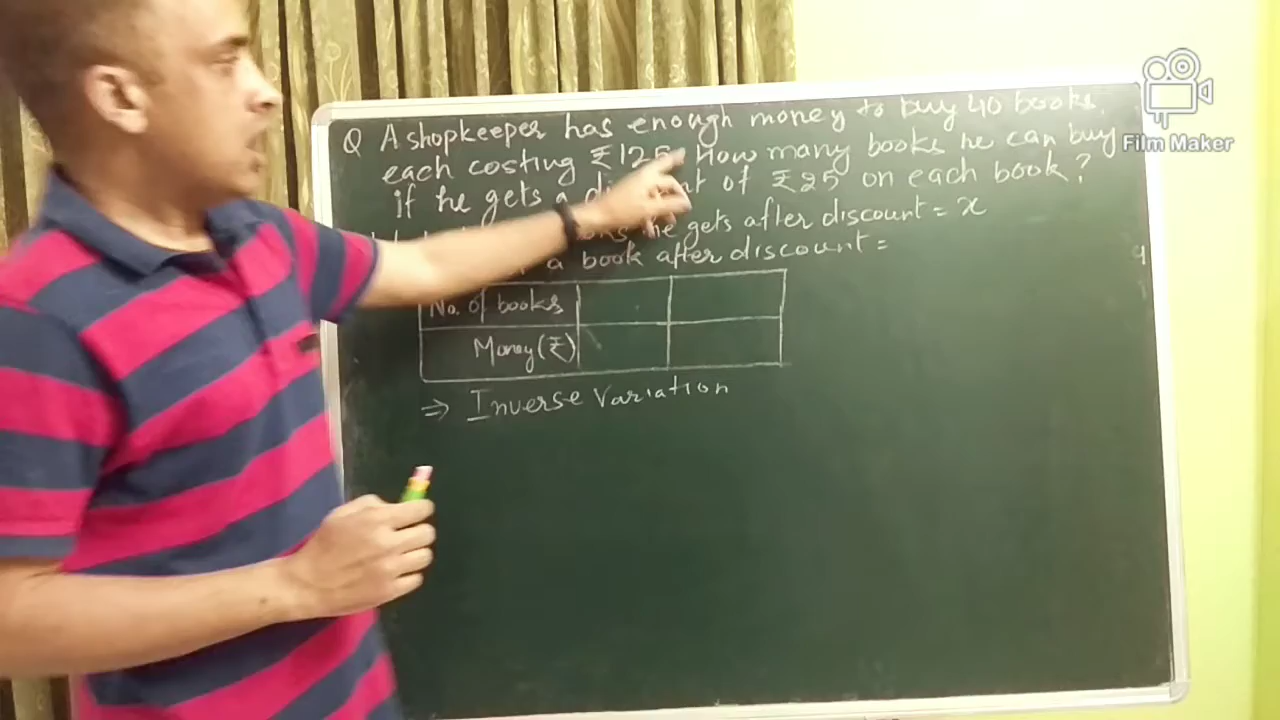 Q A shopkeeper has enough money to buy 40 books,
each costing ₹125. How many books he can buy
if he gets a discount of ₹25 on each book?
he gets after discount = x
a book after discount =
No. of books
Money (₹)
⇒ Inverse Variation
Film Maker